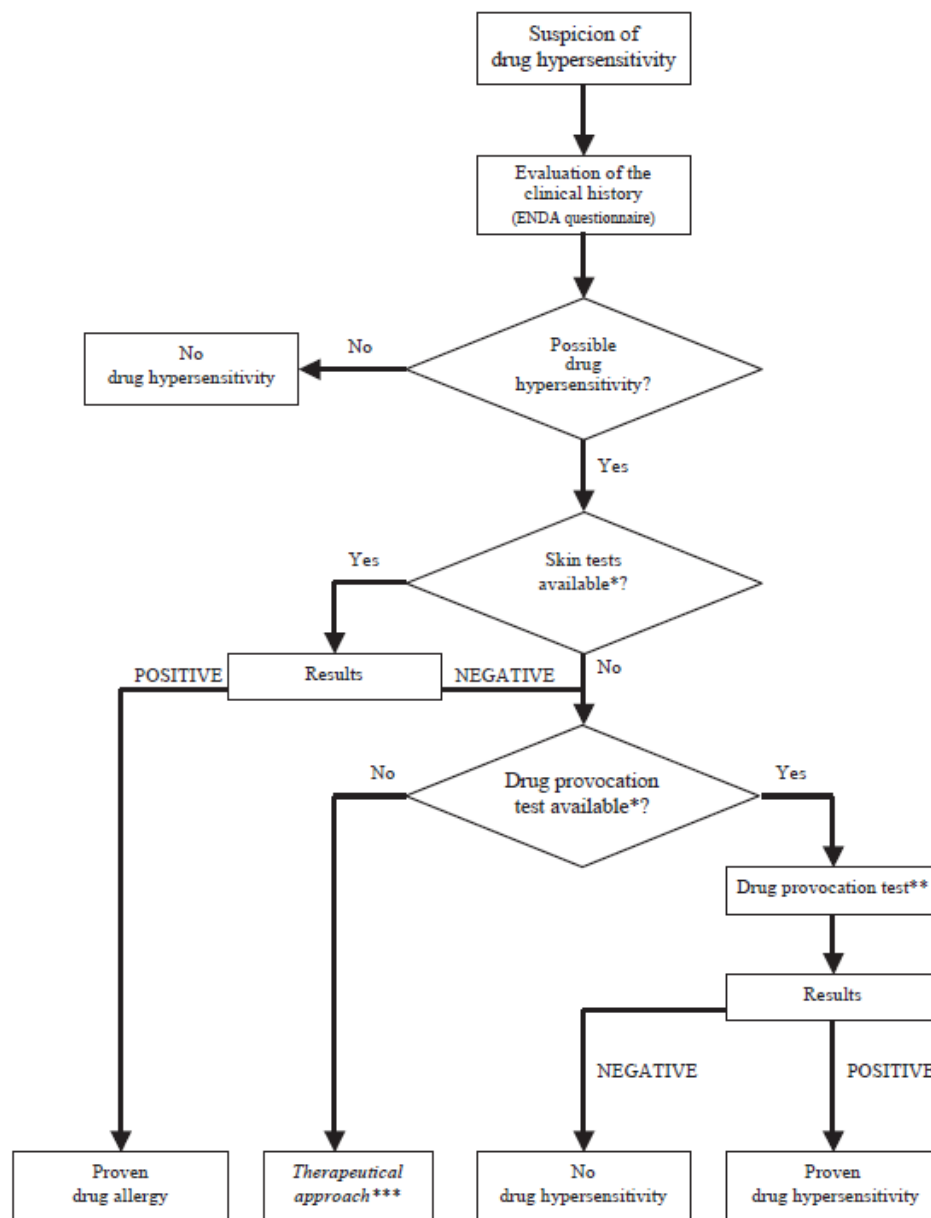 Suspicion of
drug hypersensitivity
Evaluation of the
clinical history
(ENDA questionnaire)
No
drug hypersensitivity
No
Possible
drug
hypersensitivity?
Yes
Yes
Skin tests
available*?
POSITIVE
Results
NEGATIVE
No
No
Drug provocation
test available*?
Yes
Drug provocation test**
Results
NEGATIVE
POSITIVE
Proven
drug allergy
Therapeutical
approach***
No
drug hypersensitivity
Proven
drug hypersensitivity